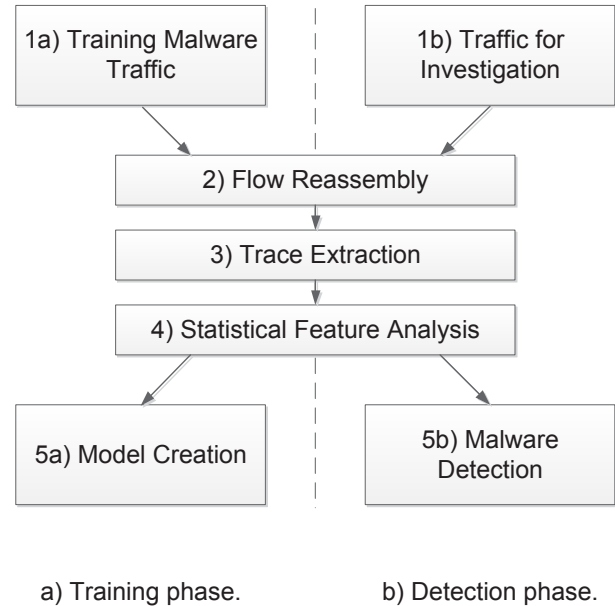 1a) Training Malware
Traffic
1b) Traffic for
Investigation
2) Flow Reassembly
3) Trace Extraction
4) Statistical Feature Analysis
5a) Model Creation
5b) Malware
Detection
a) Training phase.
b) Detection phase.